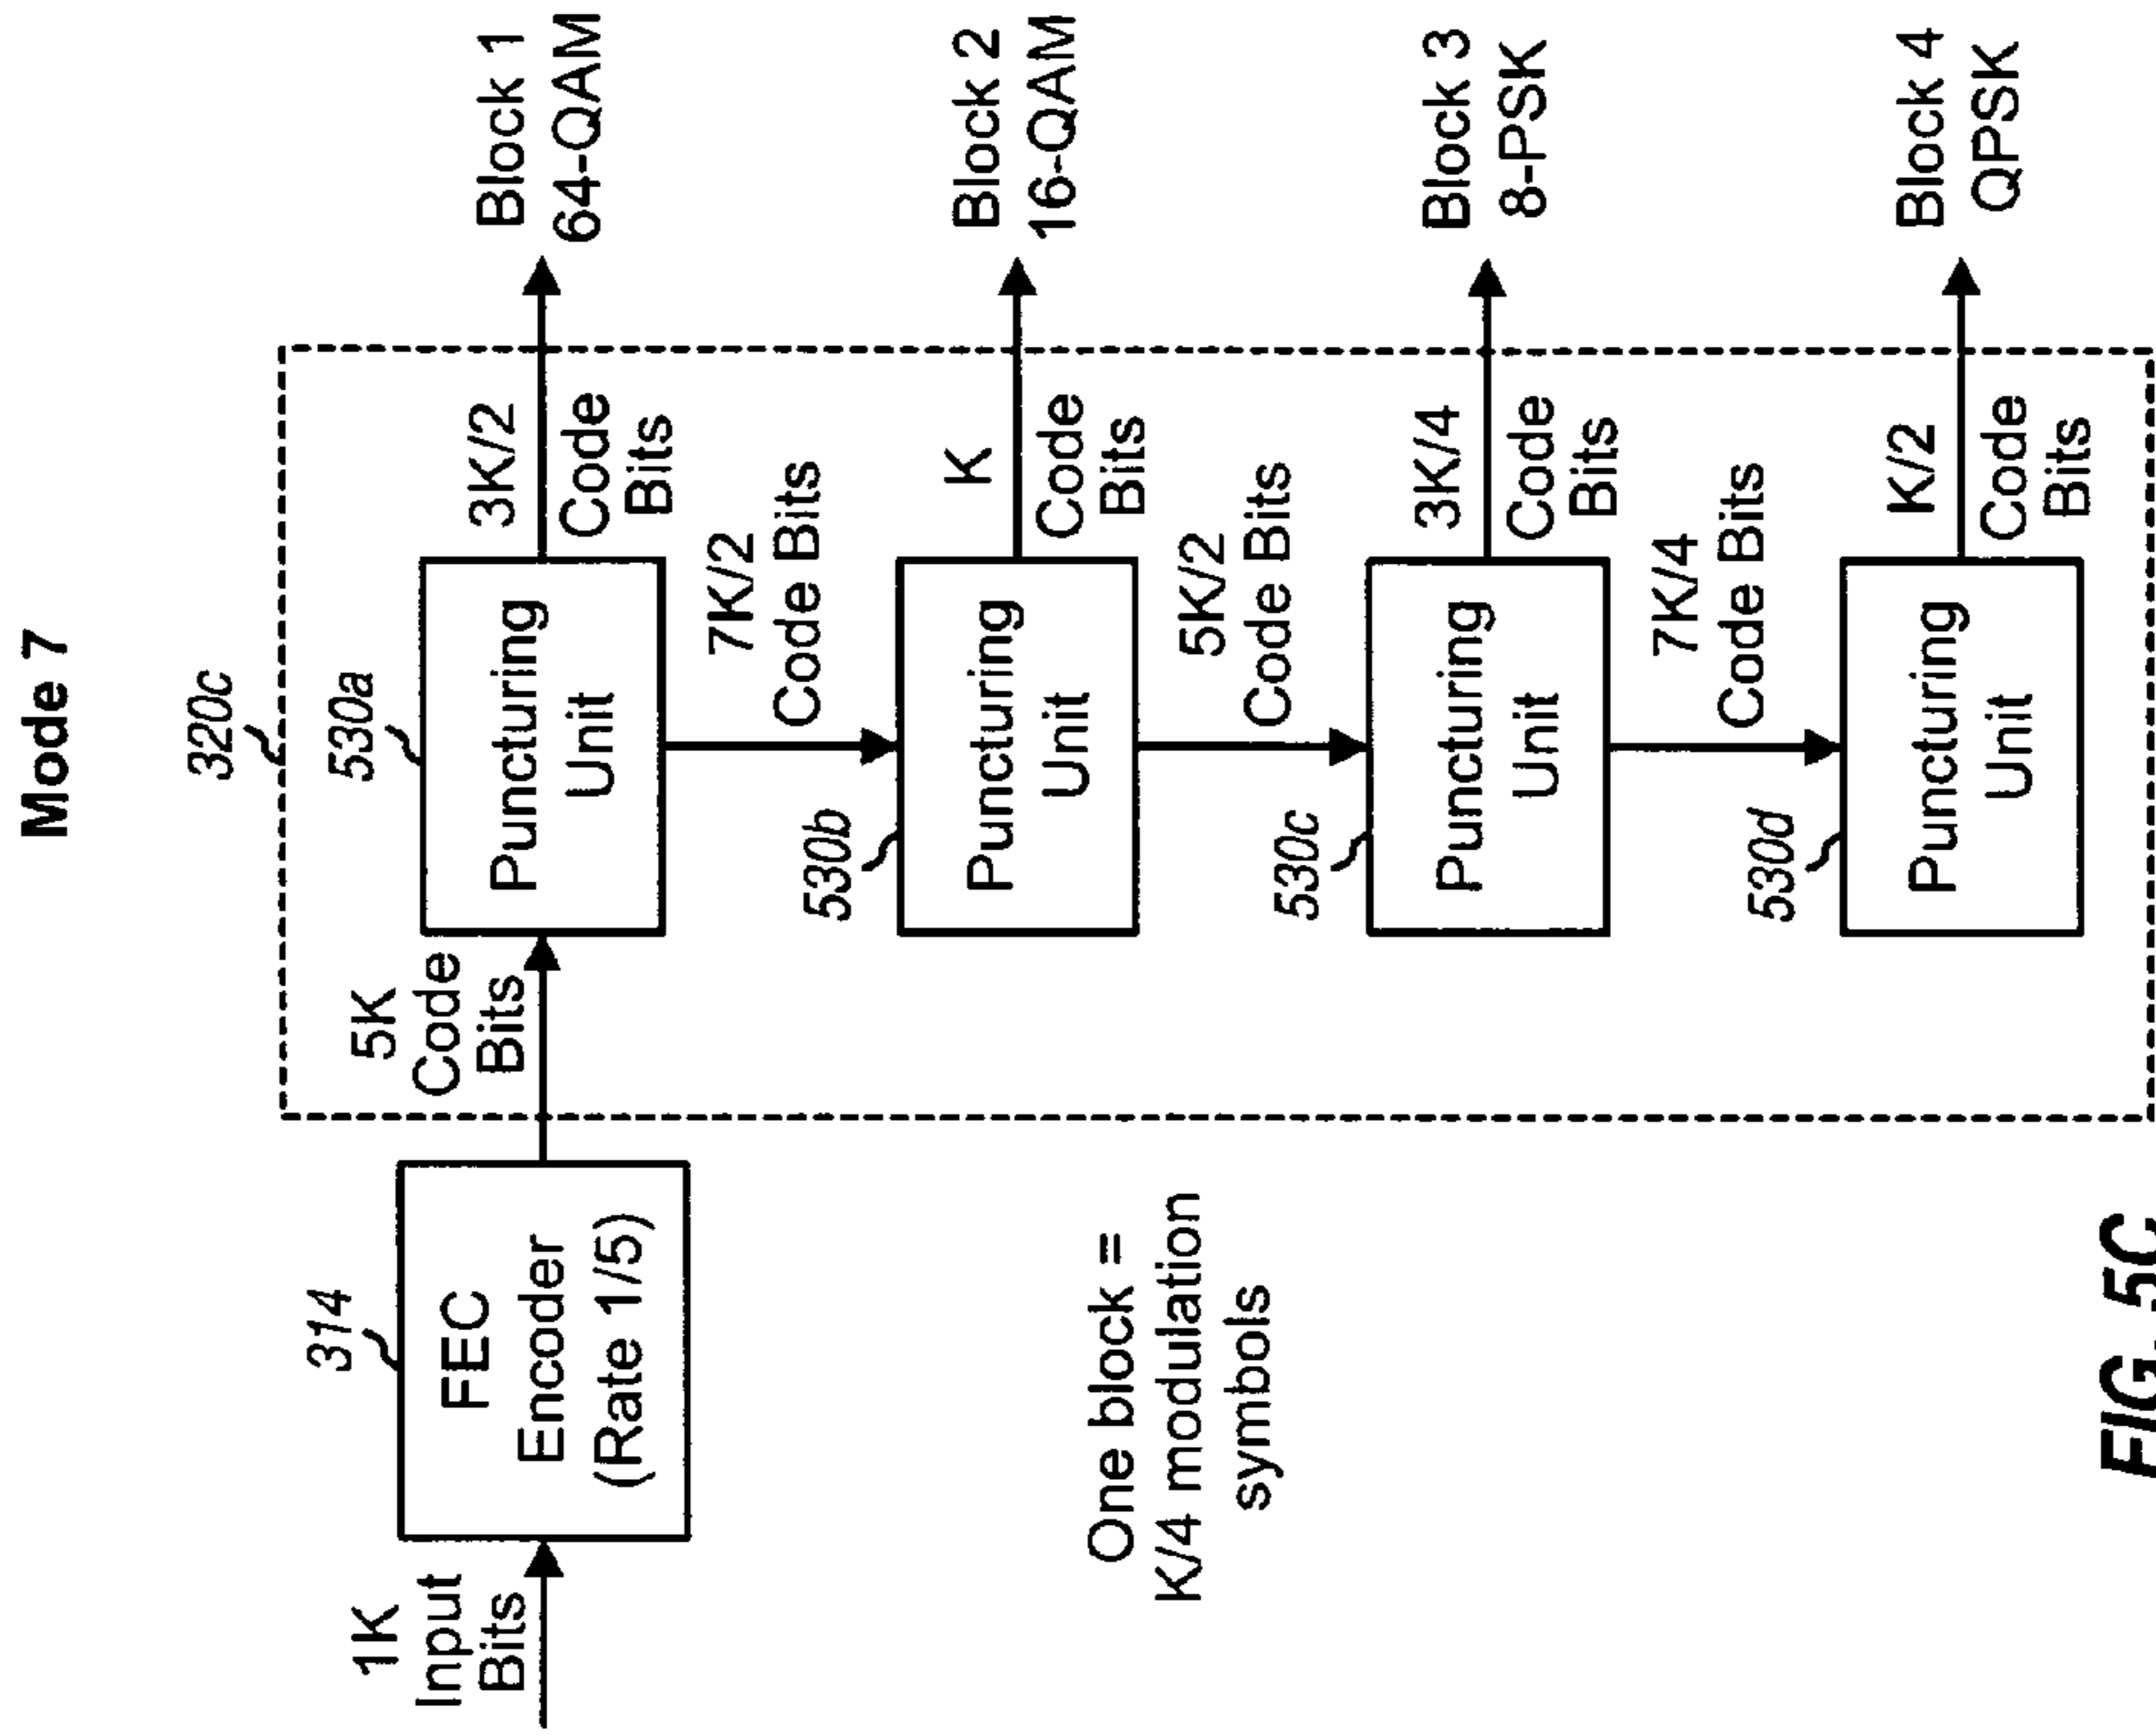 Mode 7
320c
314
530a
1K
Input
Bits
FEC
Encoder
(Rate 1/5)
5K
Code
Bits
Puncturing
Unit
3K/2
Code
Bits
Block 1
64-QAM
7K/2
Code Bits
530b
Puncturing
Unit
K
Code
Bits
Block 2
16-QAM
One block =
K/4 modulation
symbols
5K/2
Code Bits
530c
Puncturing
Unit
3K/4
Code
Bits
Block 3
8-PSK
7K/4
Code Bits
530d
Puncturing
Unit
K/2
Code
Bits
Block 4
QPSK
FIG. 5C